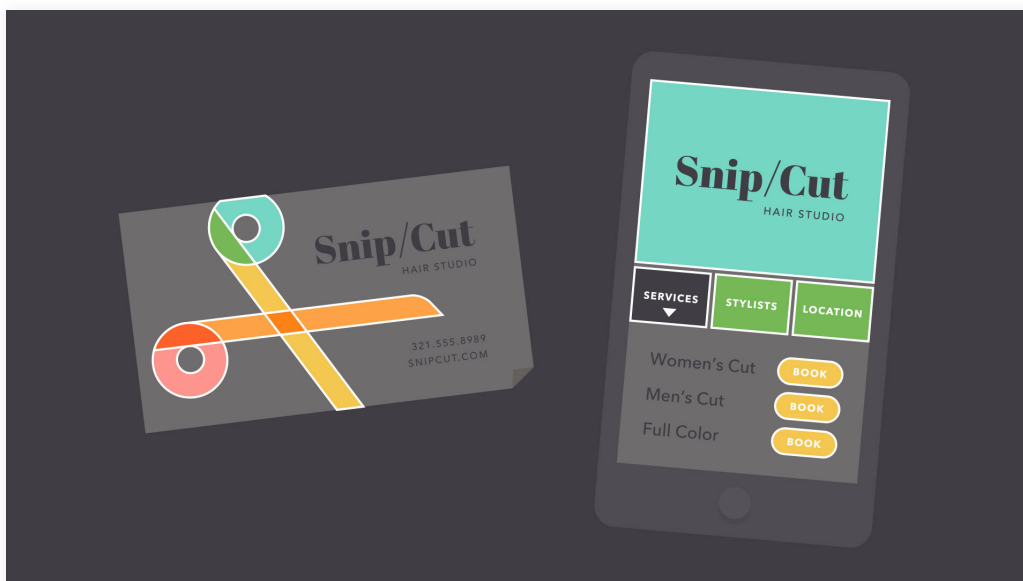 Snip/Cut
HAIR STUDIO
321.555.8989
SNIPCUT.COM
Snip/Cut
HAIR STUDIO
SERVICES
STYLISTS
LOCATION
Women's Cut
BOOK
Men's Cut
BOOK
Full Color
BOOK